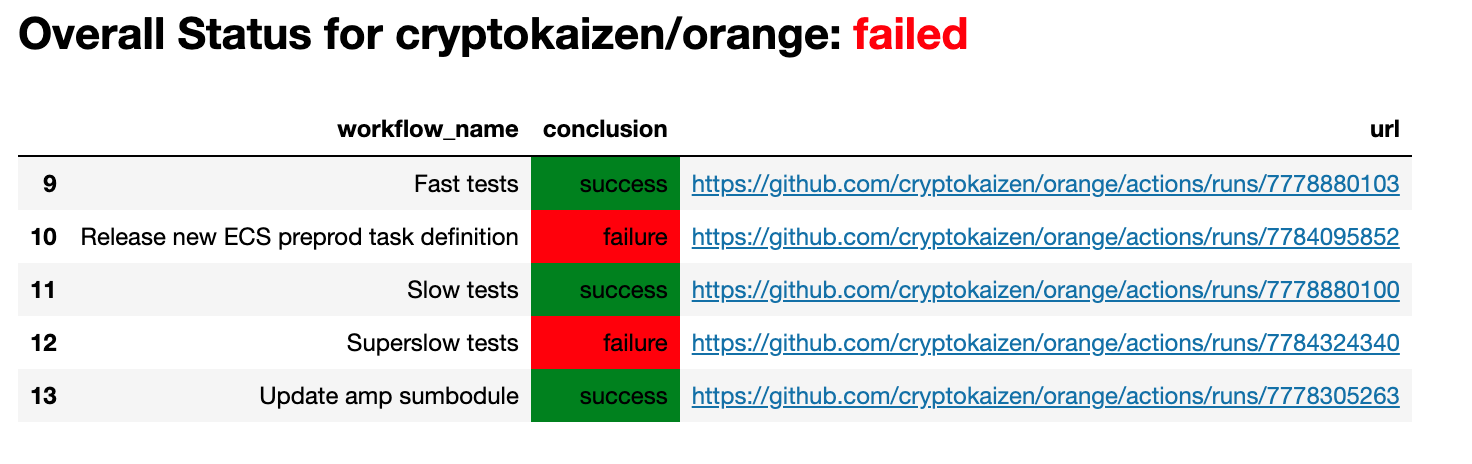 Overall Status for cryptokaizen/orange: failed
workflow_name conclusion url
9 Fast tests success https://github.com/cryptokaizen/orange/actions/runs/7778880103
10 Release new ECS preprod task definition failure https://github.com/cryptokaizen/orange/actions/runs/7784095852
11 Slow tests success https://github.com/cryptokaizen/orange/actions/runs/7778880100
12 Superslow tests failure https://github.com/cryptokaizen/orange/actions/runs/7784324340
13 Update amp sumbodule success https://github.com/cryptokaizen/orange/actions/runs/7778305263